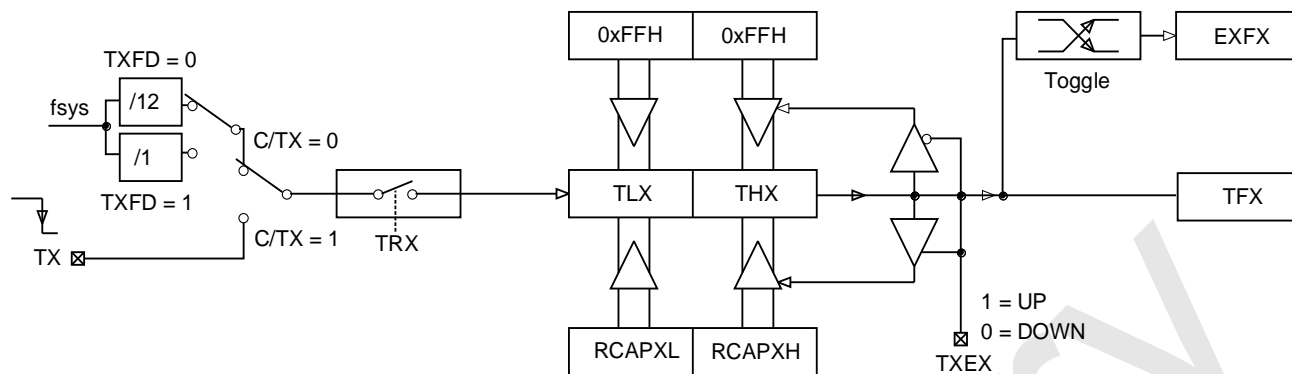 0xFFH
0xFFH
EXFX
Toggle
TXFD = 0
fsys
/12
/1
C/TX = 0
TXFD = 1
TLX
THX
TFX
C/TX = 1
TRX
TX
RCAPXL
RCAPXH
1 = UP
0 = DOWN
TXEX